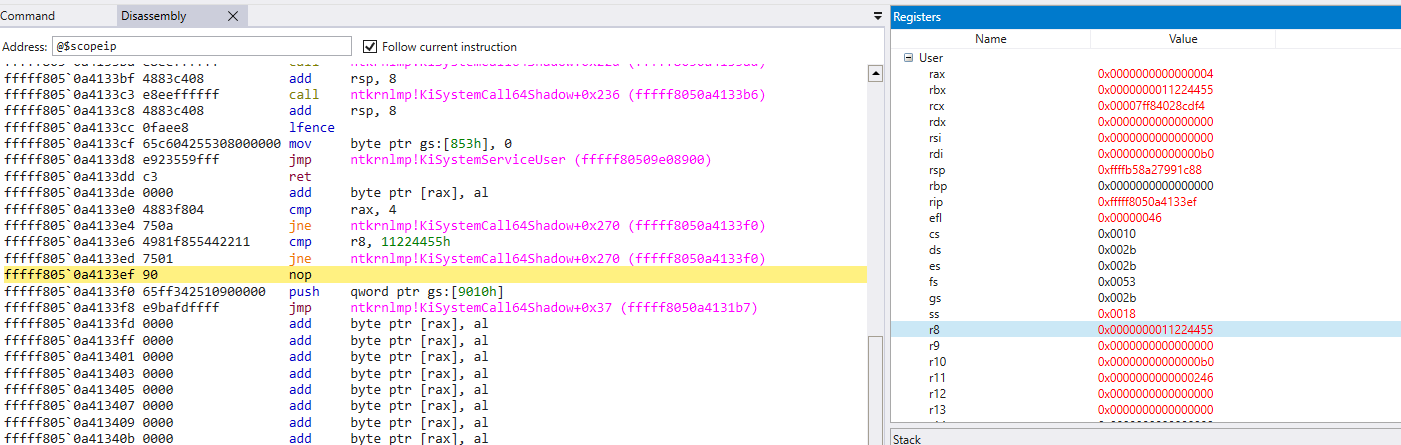 Command
Disassembly
Address: @$scopeip
Follow current instruction
fffff805`0a4133bf 4883c408 add rsp, 8
fffff805`0a4133c3 e8eeffffff call ntkrnlmp!KiSystemCall64Shadow+0x236 (fffff8050a4133b6)
fffff805`0a4133c8 4883c408 add rsp, 8
fffff805`0a4133cc 0faee8 lfence
fffff805`0a4133cf 65c604255308000000 mov byte ptr gs:[853h], 0
fffff805`0a4133d8 e923559fff jmp ntkrnlmp!KiSystemServiceUser (fffff80509e08900)
fffff805`0a4133dd c3 ret
fffff805`0a4133de 0000 add byte ptr [rax], al
fffff805`0a4133e0 4883f804 cmp rax, 4
fffff805`0a4133e4 750a jne ntkrnlmp!KiSystemCall64Shadow+0x270 (fffff8050a4133f0)
fffff805`0a4133e6 4981f855442211 cmp r8, 11224455h
fffff805`0a4133ed 7501 jne ntkrnlmp!KiSystemCall64Shadow+0x270 (fffff8050a4133f0)
fffff805`0a4133ef 90 nop
fffff805`0a4133f0 65ff342510900000 push qword ptr gs:[9010h]
fffff805`0a4133f8 e9bafdffff jmp ntkrnlmp!KiSystemCall64Shadow+0x37 (fffff8050a4131b7)
fffff805`0a4133fd 0000 add byte ptr [rax], al
fffff805`0a4133ff 0000 add byte ptr [rax], al
fffff805`0a413401 0000 add byte ptr [rax], al
fffff805`0a413403 0000 add byte ptr [rax], al
fffff805`0a413405 0000 add byte ptr [rax], al
fffff805`0a413407 0000 add byte ptr [rax], al
fffff805`0a413409 0000 add byte ptr [rax], al
fffff805`0a41340b 0000 add byte ptr [rax], al
Registers
Name Value
User
rax 0x0000000000000004
rbx 0x0000000011224455
rcx 0x00007ff84028cdf4
rdx 0x0000000000000000
rsi 0x0000000000000000
rdi 0x00000000000000b0
rsp 0xffffb58a27991c88
rbp 0x0000000000000000
rip 0xfffff8050a4133ef
efl 0x00000046
cs 0x0010
ds 0x002b
es 0x002b
fs 0x0053
gs 0x002b
ss 0x0018
r8 0x0000000011224455
r9 0x0000000000000000
r10 0x00000000000000b0
r11 0x0000000000000246
r12 0x0000000000000000
r13 0x0000000000000000
Stack